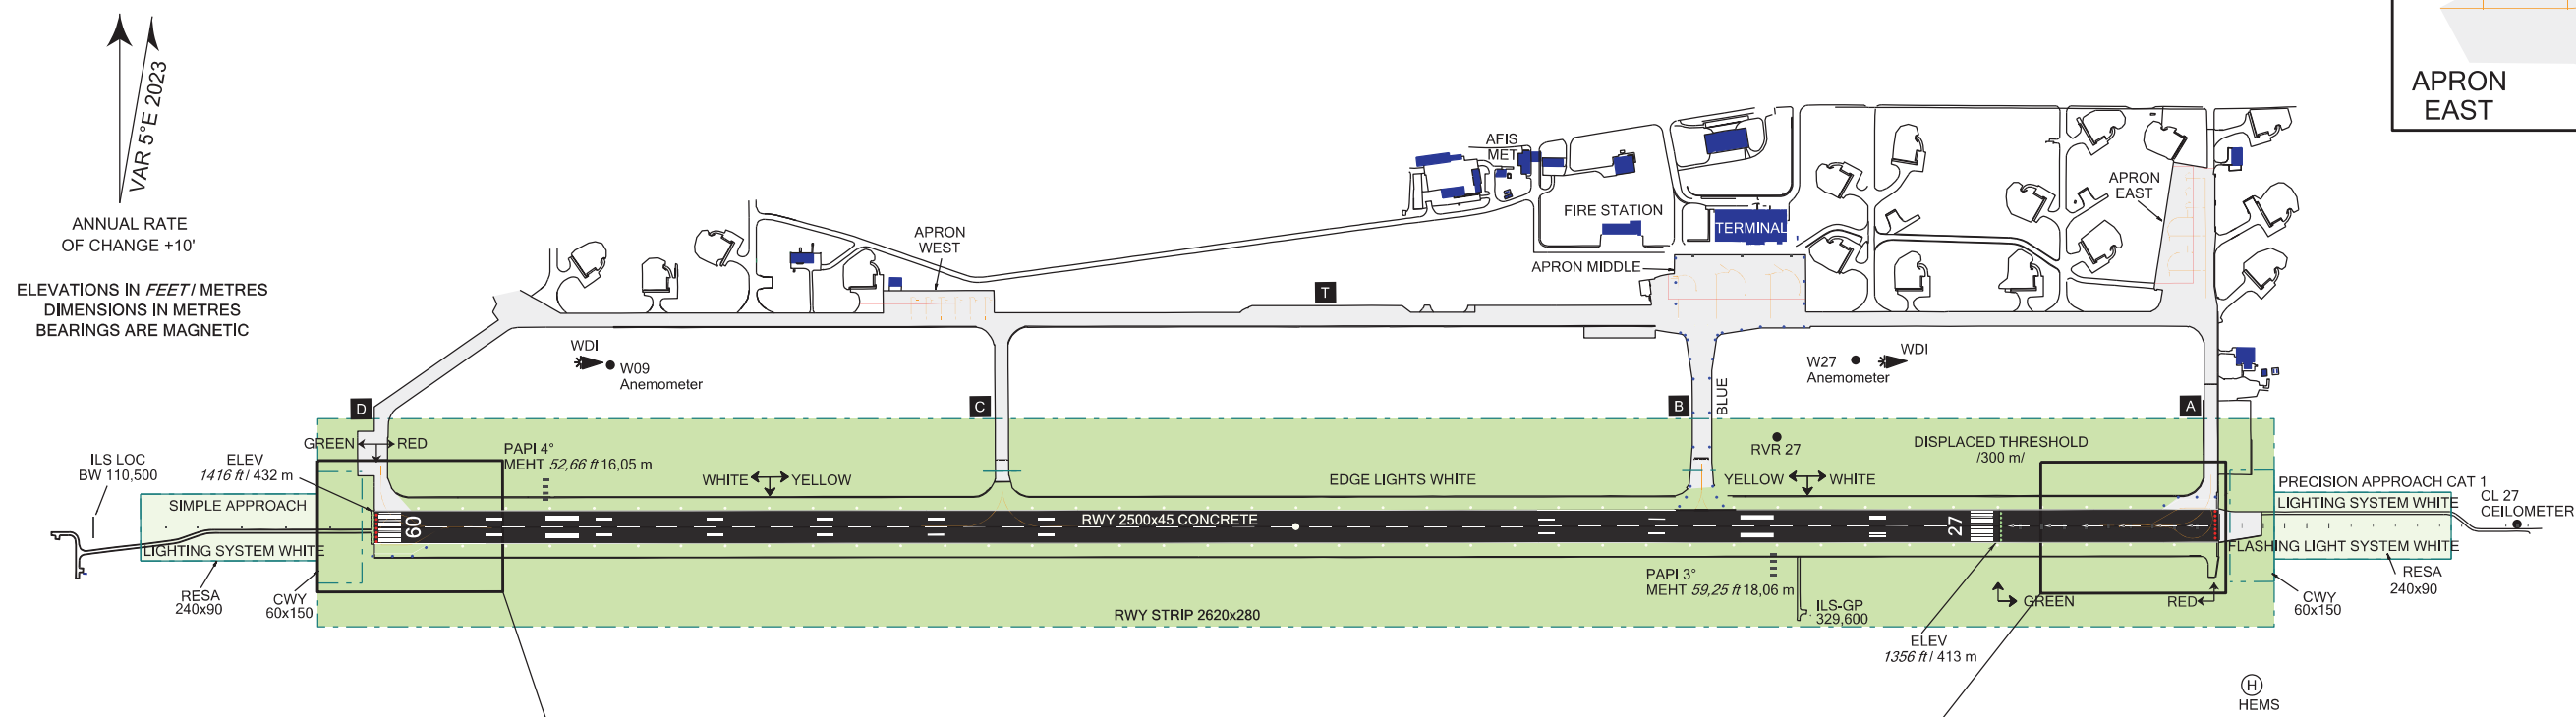 VAR 5°E 2023
ANNUAL RATE
OF CHANGE +10'
ELEVATIONS IN FEET / METRES
DIMENSIONS IN METRES
BEARINGS ARE MAGNETIC
APRON
EAST
AFIS
MET
FIRE STATION
TERMINAL
APRON
EAST
APRON
WEST
APRON MIDDLE
T
WDI
W09
Anemometer
W27
Anemometer
WDI
D
C
B
BLUE
A
GREEN
RED
PAPI 4°
MEHT 52,66 ft 16,05 m
RVR 27
DISPLACED THRESHOLD
/300 m/
ILS LOC
BW 110,500
ELEV
1416 ft / 432 m
WHITE
YELLOW
EDGE LIGHTS WHITE
YELLOW
WHITE
PRECISION APPROACH CAT 1
LIGHTING SYSTEM WHITE
CL 27
CEILOMETER
SIMPLE APPROACH
LIGHTING SYSTEM WHITE
09
RWY 2500x45 CONCRETE
27
FLASHING LIGHT SYSTEM WHITE
RESA
240x90
CWY
60x150
PAPI 3°
MEHT 59,25 ft 18,06 m
ILS-GP
329,600
GREEN
RED
RESA
240x90
CWY
60x150
RWY STRIP 2620x280
ELEV
1356 ft / 413 m
H
HEMS